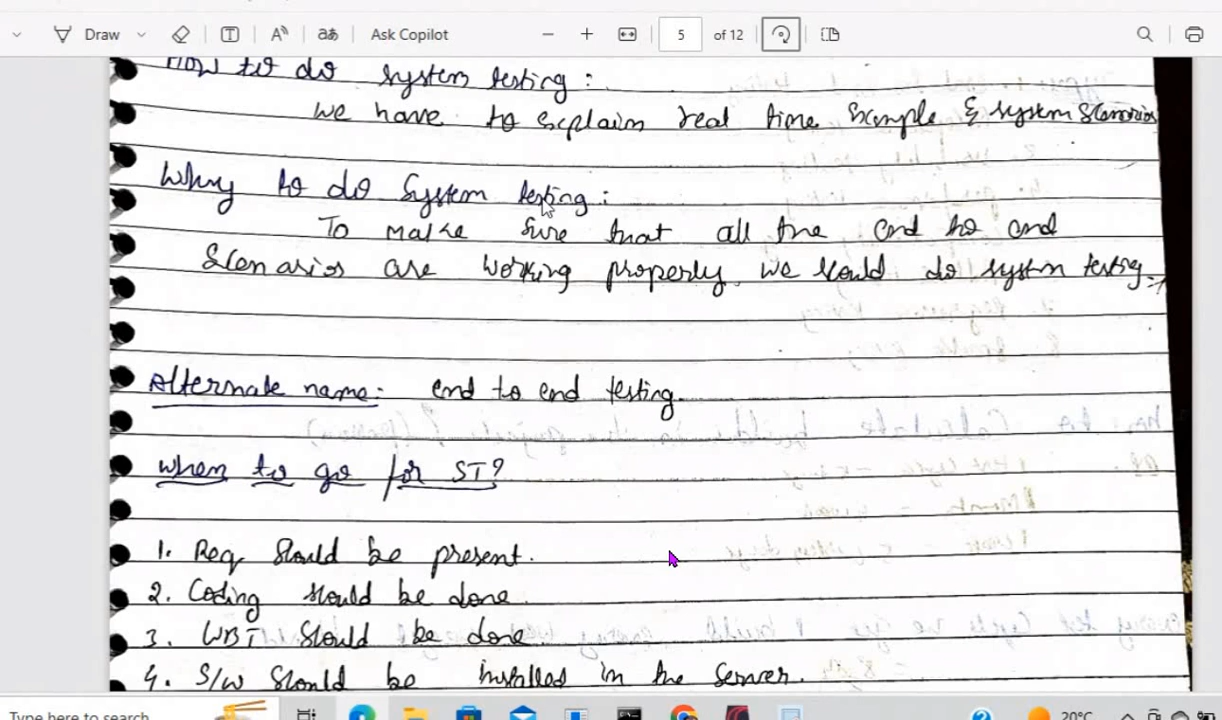 Draw
Ask Copilot
5 of 12
How to do system testing :
we have to explain real time Example & system Scenarios
Why to do System testing :
To Make Sure that all the end to end
Scenarios are working properly we should do system testing.
Alternate name: end to end testing.
When to go for ST?
1. Req Should be present.
2. Coding should be done
3. WBT Should be done
4. S/W Should be installed in the Server.
Type here to search
20°C